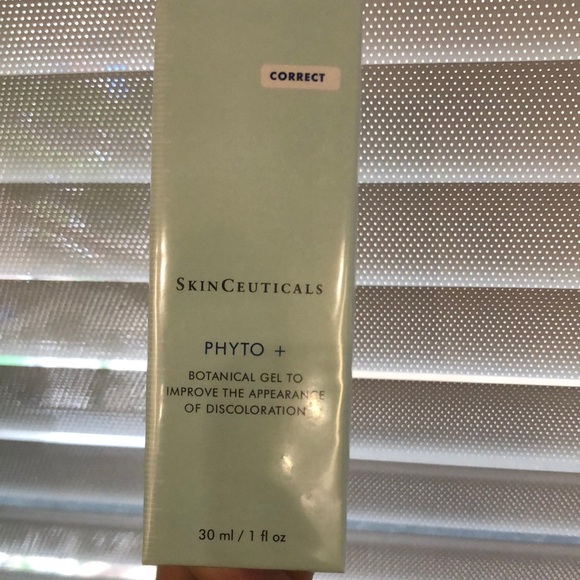 CORRECT
SKINCEUTICALS
PHYTO +
BOTANICAL GEL TO
IMPROVE THE APPEARANCE
OF DISCOLORATION
30 ml / 1 fl oz